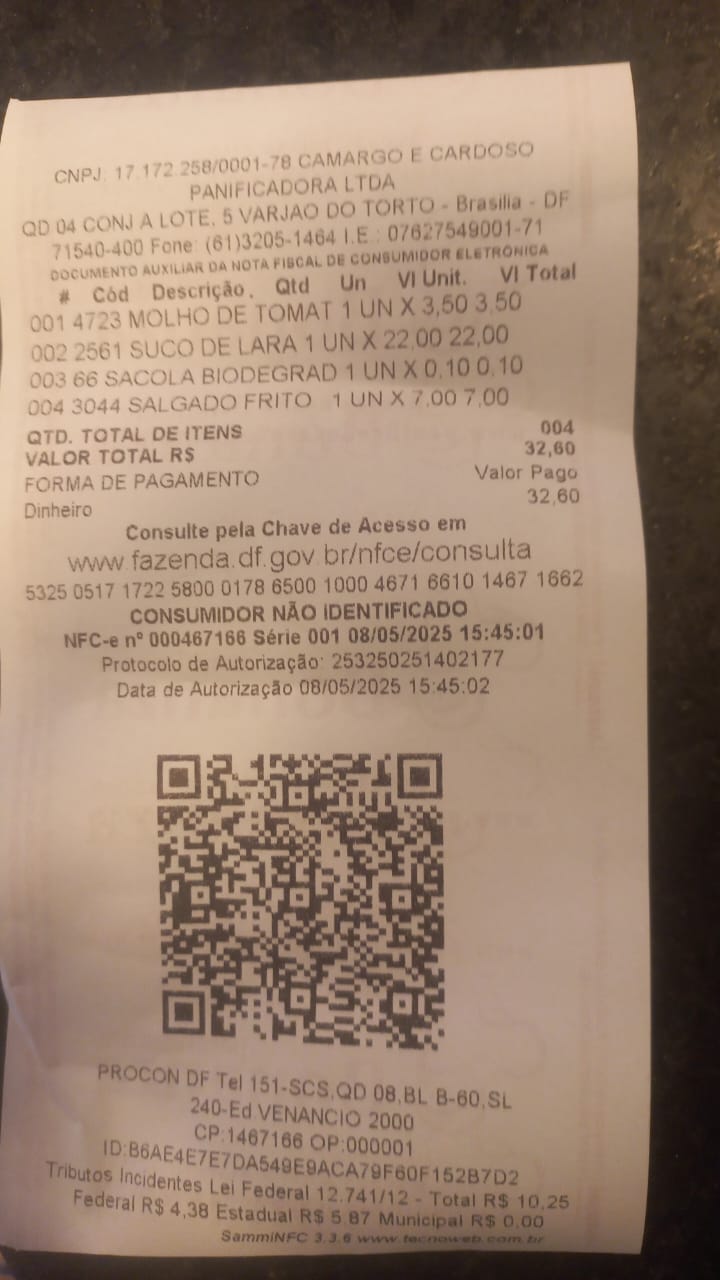 CNPJ: 17.172.258/0001-78 CAMARGO E CARDOSO
PANIFICADORA LTDA
QD 04 CONJ A LOTE, 5 VARJAO DO TORTO - Brasilia - DF
71540-400 Fone: (61)3205-1464 I.E.: 07627549001-71
DOCUMENTO AUXILIAR DA NOTA FISCAL DE CONSUMIDOR ELETRÔNICA
# Cód Descrição. Qtd Un Vl Unit. Vl Total
001 4723 MOLHO DE TOMAT 1 UN X 3,50 3,50
002 2561 SUCO DE LARA 1 UN X 22,00 22,00
003 66 SACOLA BIODEGRAD 1 UN X 0,10 0,10
004 3044 SALGADO FRITO 1 UN X 7,00 7,00
QTD. TOTAL DE ITENS 004
VALOR TOTAL R$ 32,60
FORMA DE PAGAMENTO Valor Pago
Dinheiro 32,60
Consulte pela Chave de Acesso em
www.fazenda.df.gov.br/nfce/consulta
5325 0517 1722 5800 0178 6500 1000 4671 6610 1467 1662
CONSUMIDOR NÃO IDENTIFICADO
NFC-e nº 000467166 Série 001 08/05/2025 15:45:01
Protocolo de Autorização: 253250251402177
Data de Autorização 08/05/2025 15:45:02
PROCON DF Tel 151-SCS,QD 08,BL B-60,SL
240-Ed.VENANCIO 2000
CP:1467166 OP:000001
ID:B6AE4E7E7DA549E9ACA79F60F152B7D2
Tributos Incidentes Lei Federal 12.741/12 - Total R$ 10,25
Federal R$ 4,38 Estadual R$ 5,87 Municipal R$ 0,00
SammiNFC 3.3.6 www.tecnoweb.com.br